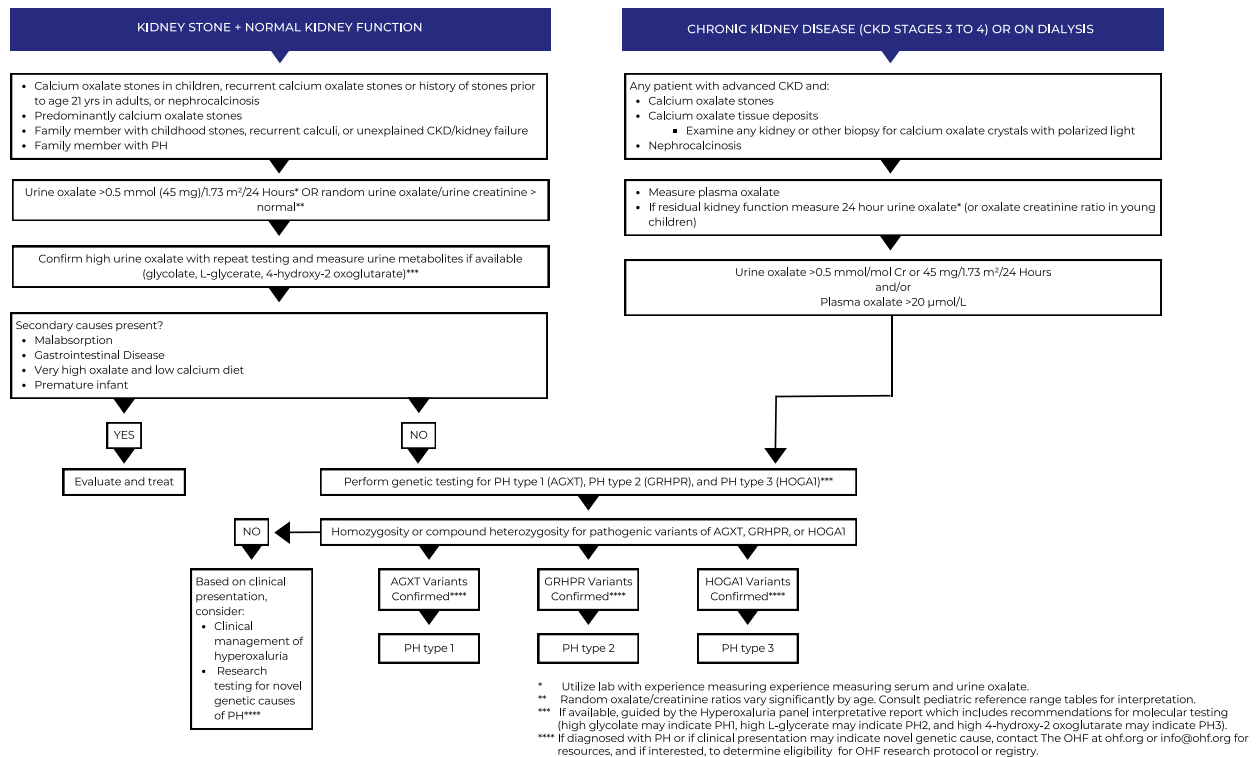 KIDNEY STONE + NORMAL KIDNEY FUNCTION
• Calcium oxalate stones in children, recurrent calcium oxalate stones or history of stones prior
to age 21 yrs in adults, or nephrocalcinosis
• Predominantly calcium oxalate stones
• Family member with childhood stones, recurrent calculi, or unexplained CKD/kidney failure
• Family member with PH
Urine oxalate >0.5 mmol (45 mg)/1.73 m²/24 Hours* OR random urine oxalate/urine creatinine >
normal**
Confirm high urine oxalate with repeat testing and measure urine metabolites if available
(glycolate, L-glycerate, 4-hydroxy-2 oxoglutarate)***
Secondary causes present?
• Malabsorption
• Gastrointestinal Disease
• Very high oxalate and low calcium diet
• Premature infant
YES
NO
Evaluate and treat
CHRONIC KIDNEY DISEASE (CKD STAGES 3 TO 4) OR ON DIALYSIS
Any patient with advanced CKD and:
• Calcium oxalate stones
• Calcium oxalate tissue deposits
▪ Examine any kidney or other biopsy for calcium oxalate crystals with polarized light
• Nephrocalcinosis
• Measure plasma oxalate
• If residual kidney function measure 24 hour urine oxalate* (or oxalate creatinine ratio in young
children)
Urine oxalate >0.5 mmol/mol Cr or 45 mg/1.73 m²/24 Hours
and/or
Plasma oxalate >20 µmol/L
Perform genetic testing for PH type 1 (AGXT), PH type 2 (GRHPR), and PH type 3 (HOGA1)***
NO
Homozygosity or compound heterozygosity for pathogenic variants of AGXT, GRHPR, or HOGA1
Based on clinical
presentation,
consider:
• Clinical
management of
hyperoxaluria
• Research
testing for novel
genetic causes
of PH****
AGXT Variants
Confirmed****
PH type 1
GRHPR Variants
Confirmed****
PH type 2
HOGA1 Variants
Confirmed****
PH type 3
* Utilize lab with experience measuring experience measuring serum and urine oxalate.
** Random oxalate/creatinine ratios vary significantly by age. Consult pediatric reference range tables for interpretation.
*** If available, guided by the Hyperoxaluria panel interpretative report which includes recommendations for molecular testing
(high glycolate may indicate PH1, high L-glycerate may indicate PH2, and high 4-hydroxy-2 oxoglutarate may indicate PH3).
**** If diagnosed with PH or if clinical presentation may indicate novel genetic cause, contact The OHF at ohf.org or info@ohf.org for
resources, and if interested, to determine eligibility for OHF research protocol or registry.